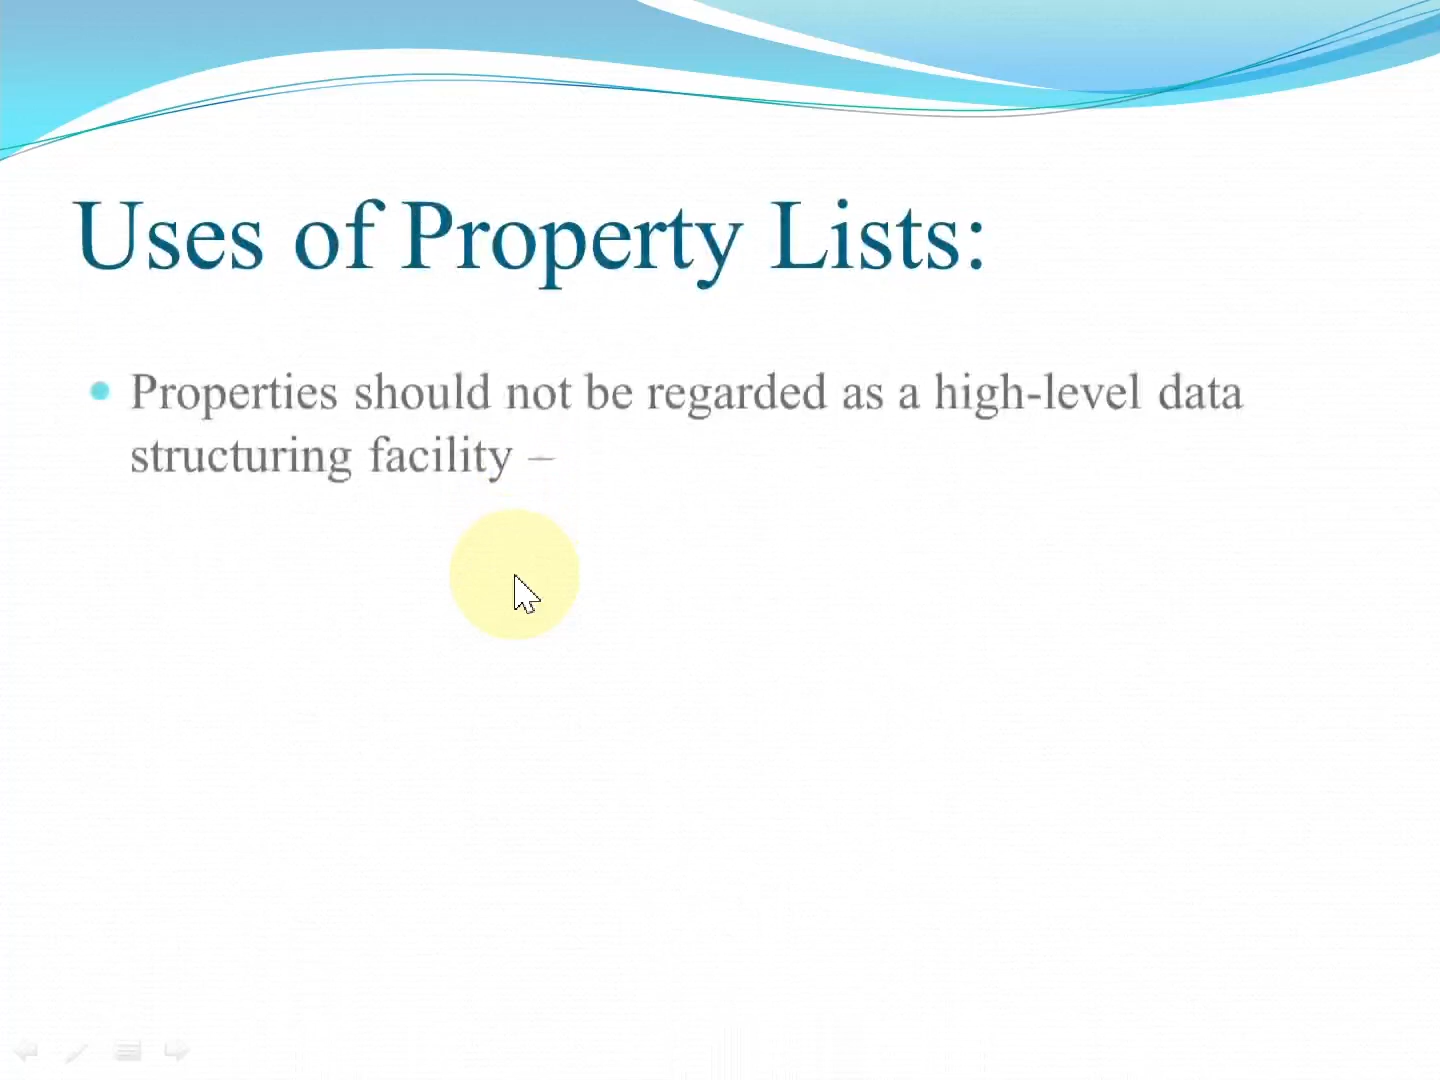 Uses of Property Lists:
Properties should not be regarded as a high-level data
structuring facility –